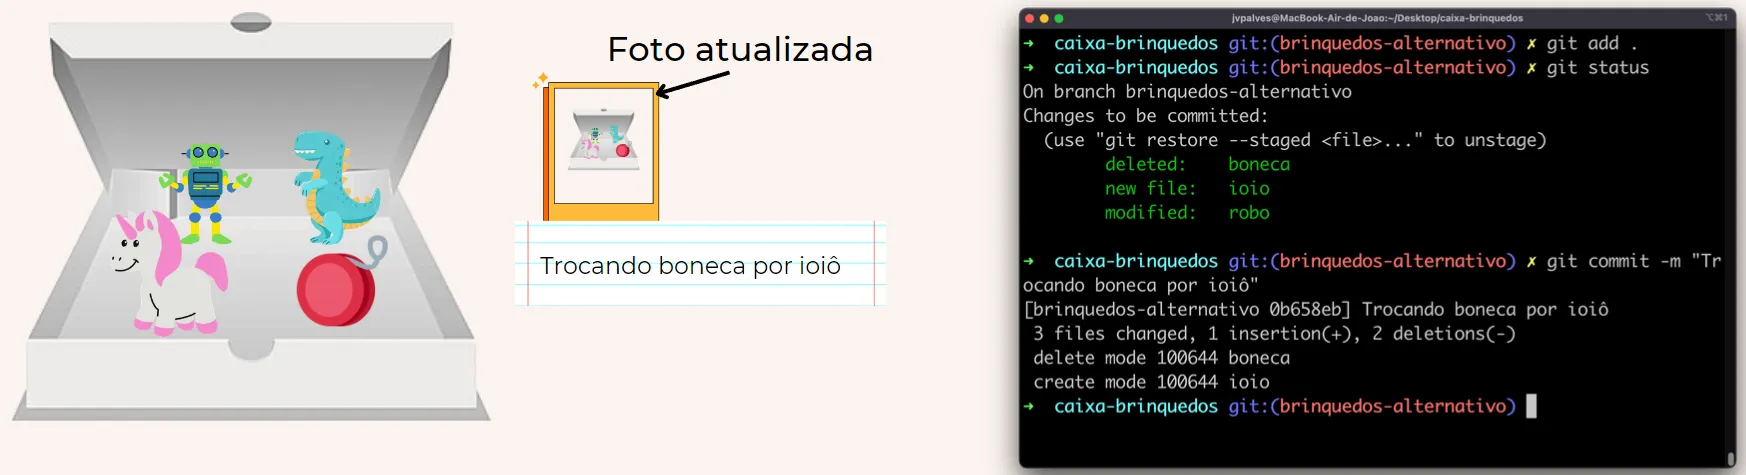 Foto atualizada
Trocando boneca por ioiô
jvpalves@MacBook-Air-de-Joao:~/Desktop/caixa-brinquedos
⌥⌘1
➜ caixa-brinquedos git:(brinquedos-alternativo) ✗ git add .
➜ caixa-brinquedos git:(brinquedos-alternativo) ✗ git status
On branch brinquedos-alternativo
Changes to be committed:
(use "git restore --staged <file>..." to unstage)
deleted: boneca
new file: ioio
modified: robo
➜ caixa-brinquedos git:(brinquedos-alternativo) ✗ git commit -m "Tr
ocando boneca por ioiô"
[brinquedos-alternativo 0b658eb] Trocando boneca por ioiô
3 files changed, 1 insertion(+), 2 deletions(-)
delete mode 100644 boneca
create mode 100644 ioio
➜ caixa-brinquedos git:(brinquedos-alternativo)